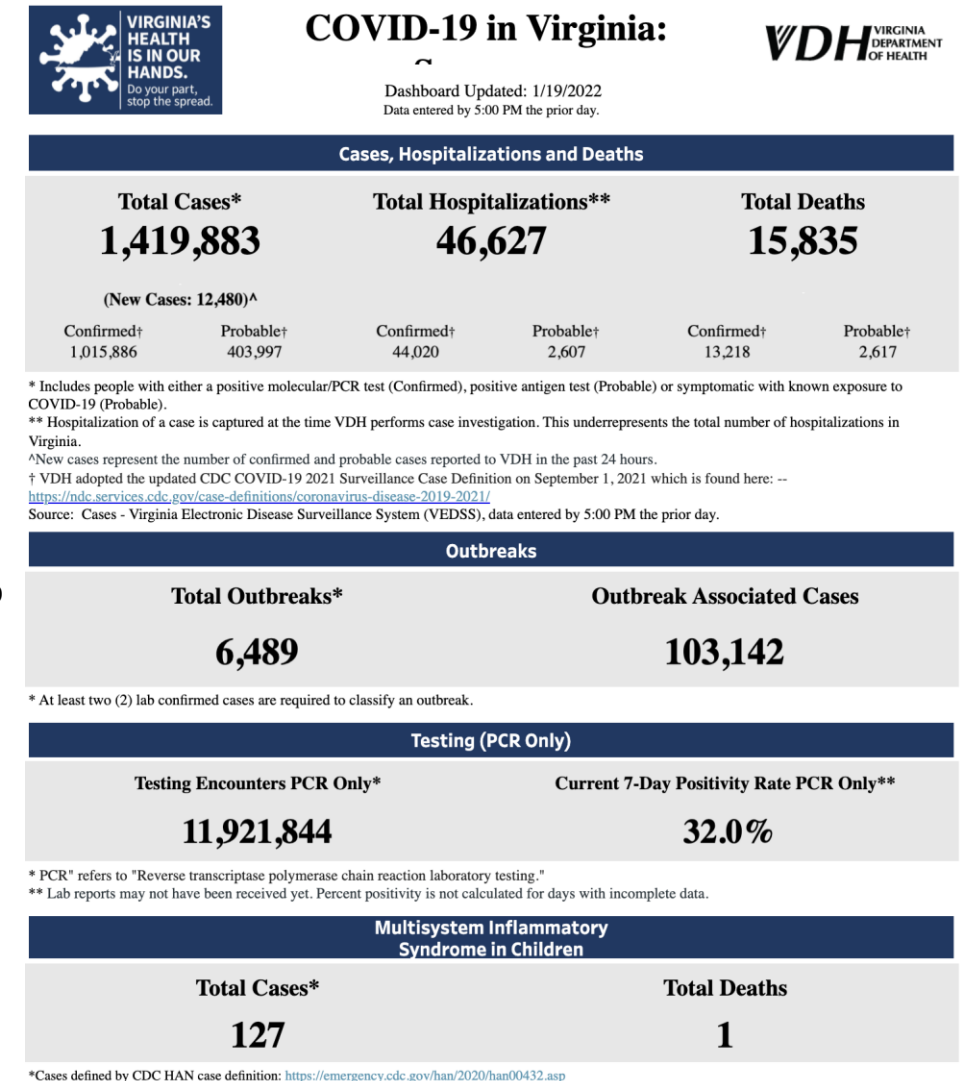 VIRGINIA'S
HEALTH
IS IN OUR
HANDS.
Do your part,
stop the spread.
COVID-19 in Virginia:
VDH VIRGINIA
DEPARTMENT
OF HEALTH
Dashboard Updated: 1/19/2022
Data entered by 5:00 PM the prior day.
Cases, Hospitalizations and Deaths
Total Cases* Total Hospitalizations** Total Deaths
1,419,883 46,627 15,835
(New Cases: 12,480)^
Confirmed† Probable† Confirmed† Probable† Confirmed† Probable†
1,015,886 403,997 44,020 2,607 13,218 2,617
* Includes people with either a positive molecular/PCR test (Confirmed), positive antigen test (Probable) or symptomatic with known exposure to
COVID-19 (Probable).
** Hospitalization of a case is captured at the time VDH performs case investigation. This underrepresents the total number of hospitalizations in
Virginia.
^New cases represent the number of confirmed and probable cases reported to VDH in the past 24 hours.
† VDH adopted the updated CDC COVID-19 2021 Surveillance Case Definition on September 1, 2021 which is found here: --
https://ndc.services.cdc.gov/case-definitions/coronavirus-disease-2019-2021/
Source: Cases - Virginia Electronic Disease Surveillance System (VEDSS), data entered by 5:00 PM the prior day.
Outbreaks
Total Outbreaks* Outbreak Associated Cases
6,489 103,142
* At least two (2) lab confirmed cases are required to classify an outbreak.
Testing (PCR Only)
Testing Encounters PCR Only* Current 7-Day Positivity Rate PCR Only**
11,921,844 32.0%
* PCR" refers to "Reverse transcriptase polymerase chain reaction laboratory testing."
** Lab reports may not have been received yet. Percent positivity is not calculated for days with incomplete data.
Multisystem Inflammatory
Syndrome in Children
Total Cases* Total Deaths
127 1
*Cases defined by CDC HAN case definition: https://emergency.cdc.gov/han/2020/han00432.asp